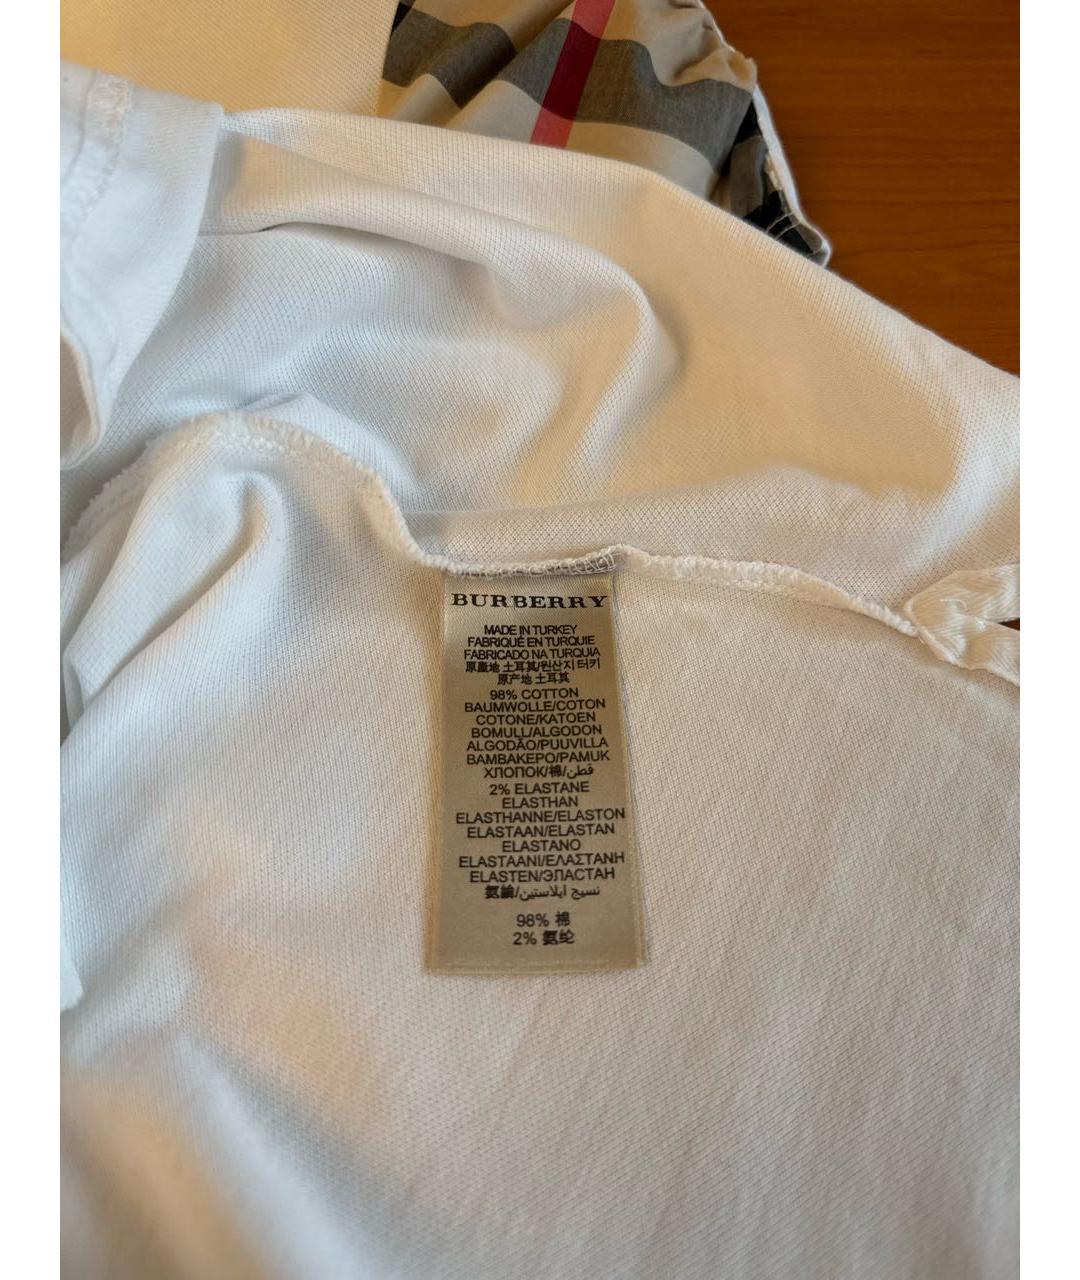 BURBERRY
MADE IN TURKEY
FABRIQUÉ EN TURQUIE
FABRICADO NA TURQUIA
原產地 土耳其/원산지 터키
原产地 土耳其
98% COTTON
BAUMWOLLE/COTON
COTONE/KATOEN
BOMULL/ALGODON
ALGODÃO/PUUVILLA
BAMBAKEPO/PAMUK
ХЛОПОК/棉/قطن
2% ELASTANE
ELASTHAN
ELASTHANNE/ELASTON
ELASTAAN/ELASTAN
ELASTANO
ELASTAANI/ΕΛΑΣΤΑΝΗ
ELASTEN/ЭЛАСТАН
氨綸/نسيج ايلاستين
98% 棉
2% 氨纶